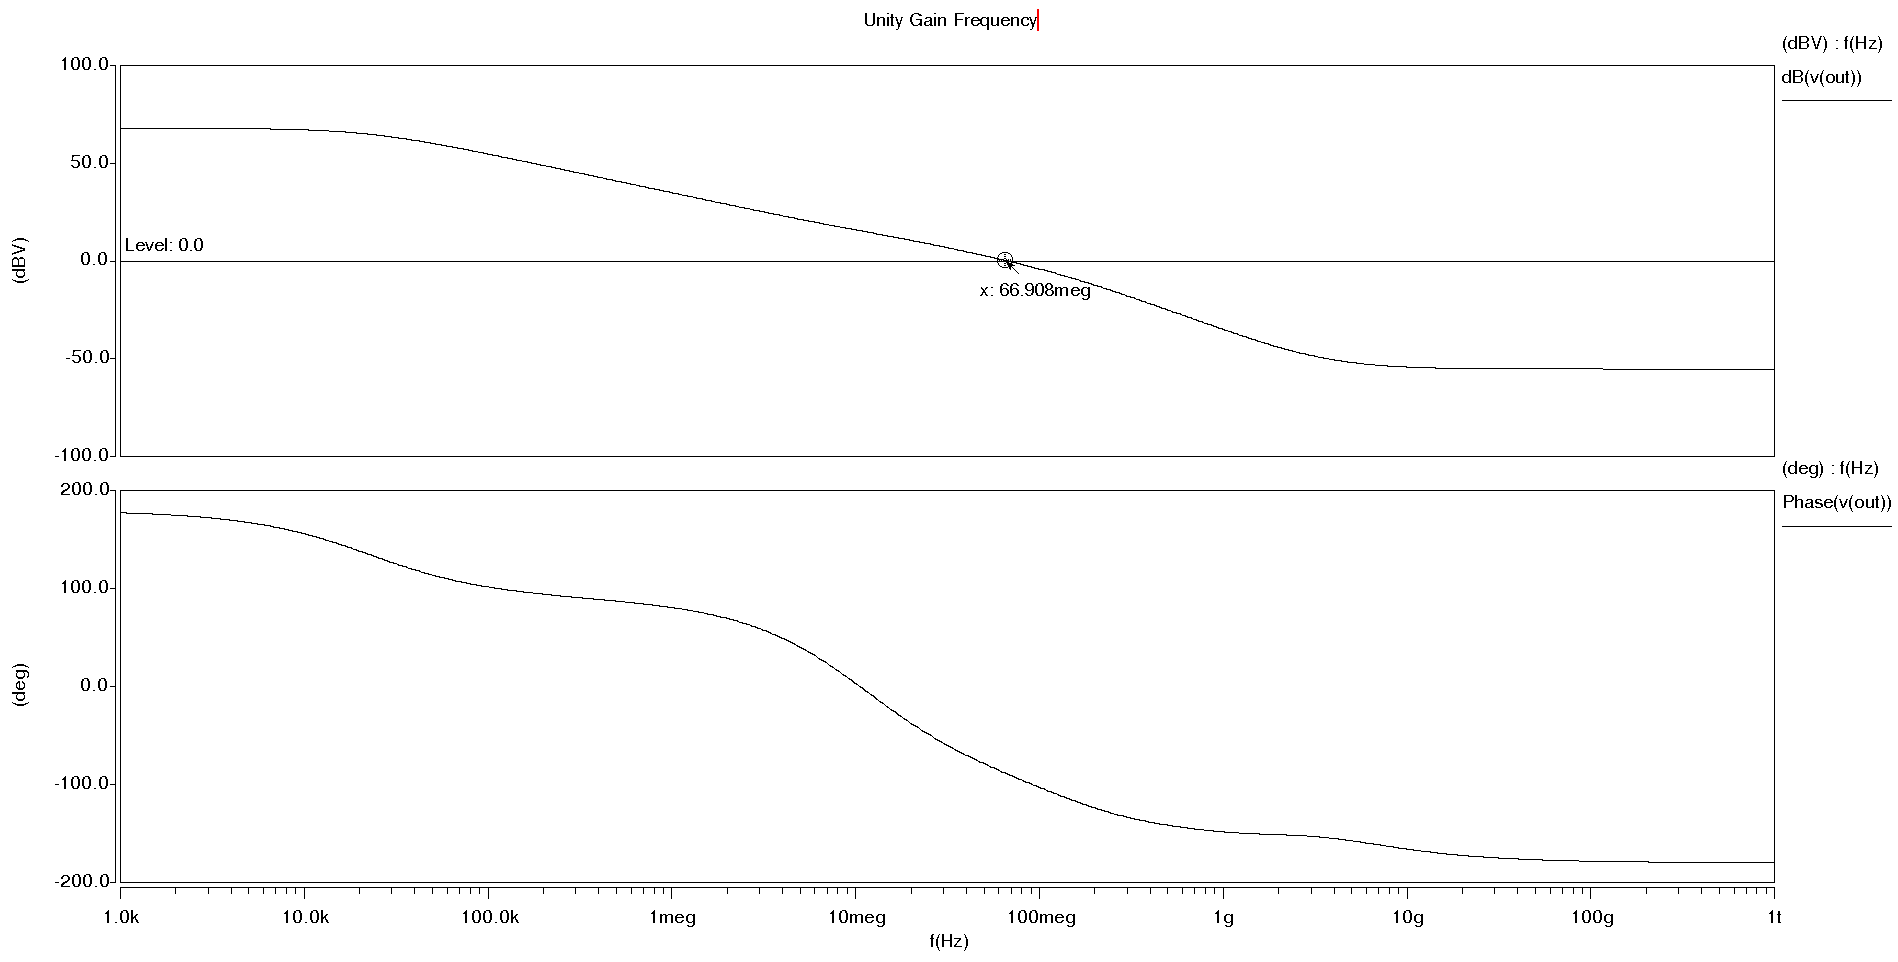 Unity Gain Frequency
(dBV) : f(Hz)
dB(v(out))
100.0
50.0
0.0
-50.0
-100.0
(dBV)
Level: 0.0
x: 66.908meg
(deg) : f(Hz)
Phase(v(out))
200.0
100.0
0.0
-100.0
-200.0
(deg)
1.0k 10.0k 100.0k 1meg 10meg 100meg 1g 10g 100g 1t
f(Hz)